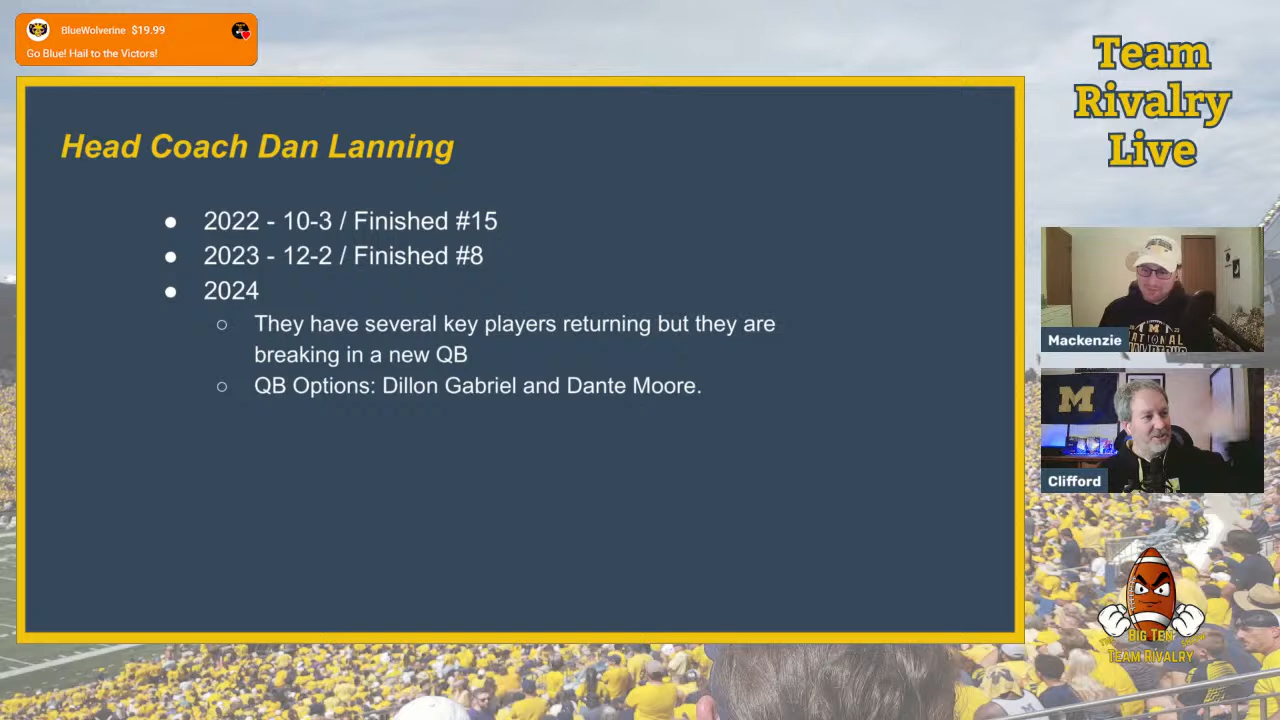 BlueWolverine $19.99
Go Blue! Hail to the Victors!
Team
Rivalry
Live
Head Coach Dan Lanning
● 2022 - 10-3 / Finished #15
● 2023 - 12-2 / Finished #8
● 2024
○ They have several key players returning but they are
breaking in a new QB
○ QB Options: Dillon Gabriel and Dante Moore.
M
Mackenzie
M
Clifford
BIG TEN
TEAM RIVALRY